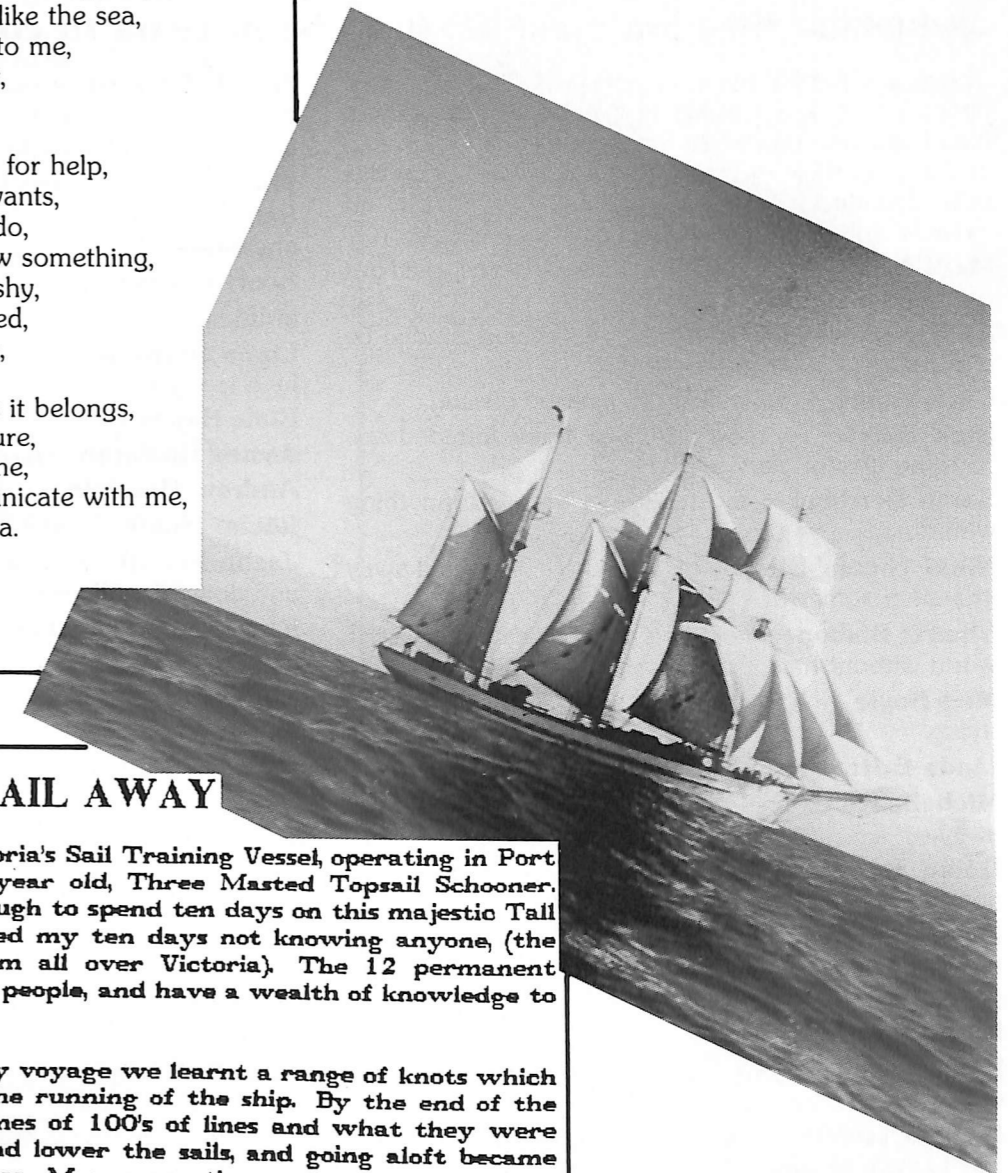 like the sea,
to me,
,
for help,
ants,
do,
w something,
shy,
ed,
,
it belongs,
ure,
ne,
nicate with me,
a.
AIL AWAY
oria's Sail Training Vessel, operating in Port
year old, Three Masted Topsail Schooner.
ugh to spend ten days on this majestic Tall
ed my ten days not knowing anyone, (the
m all over Victoria). The 12 permanent
people, and have a wealth of knowledge to
y voyage we learnt a range of knots which
ne running of the ship. By the end of the
mes of 100's of lines and what they were
nd lower the sails, and going aloft became